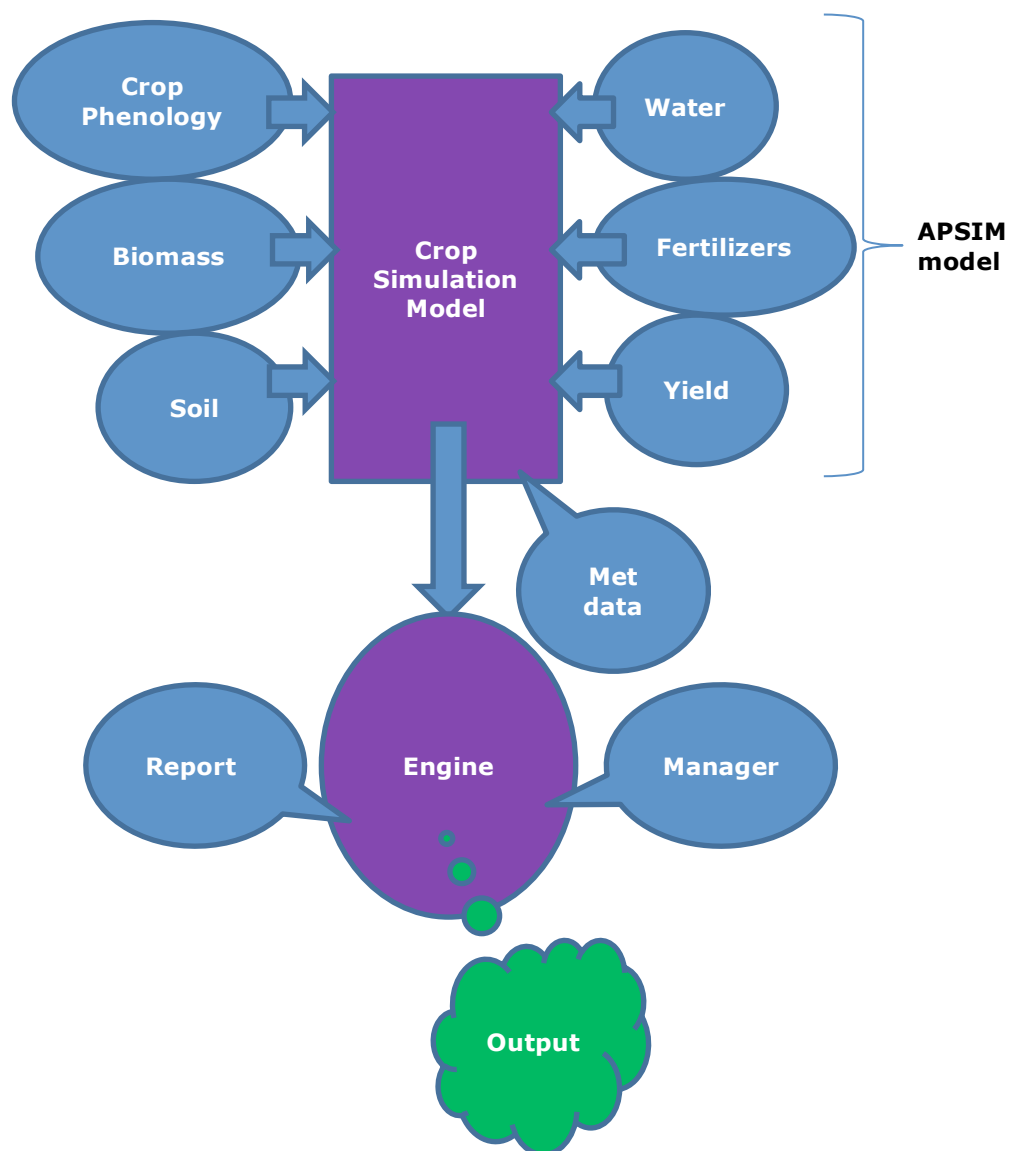 Crop
Phenology
Water
Biomass
Crop
Simulation
Model
Fertilizers
APSIM
model
Soil
Yield
Met
data
Report
Engine
Manager
Output